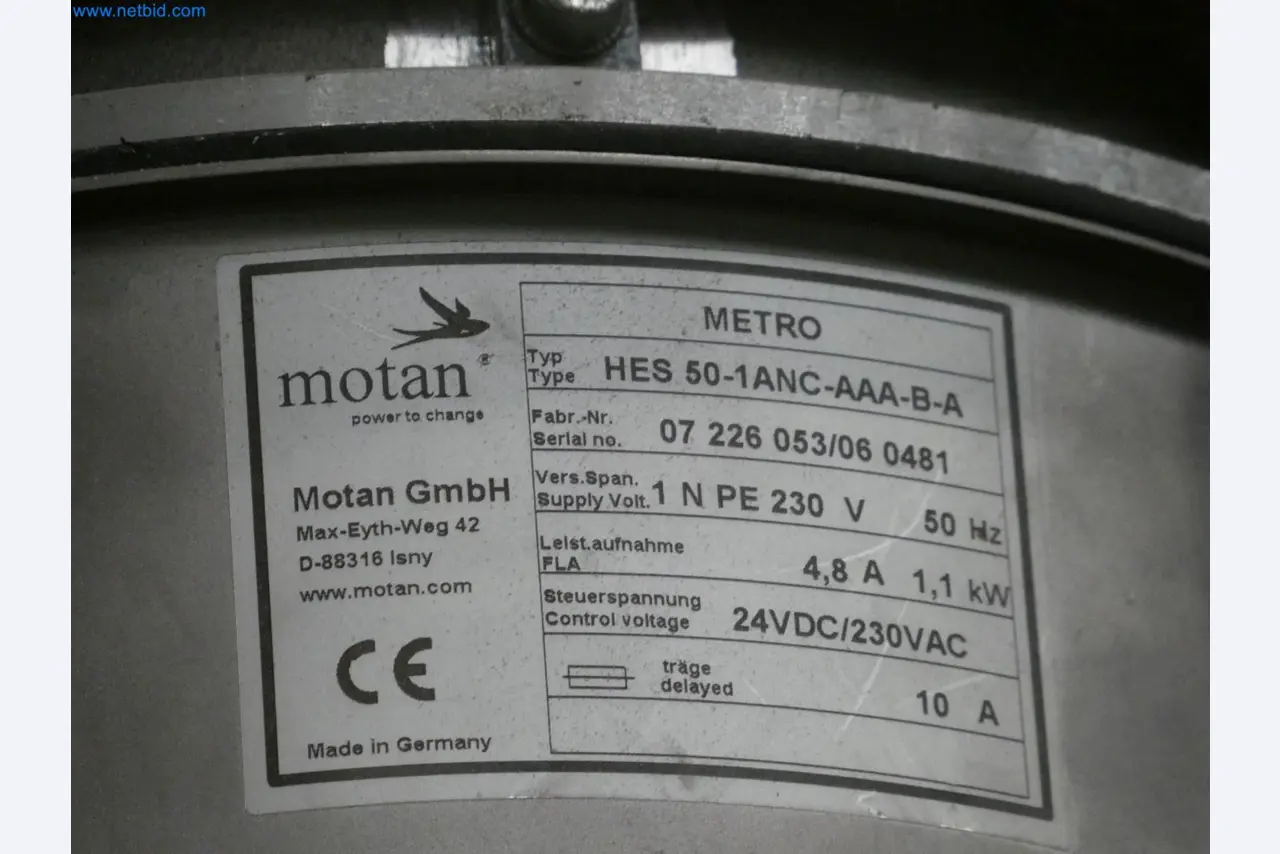 www.netbid.com
motan®
power to change
Motan GmbH
Max-Eyth-Weg 42
D-88316 Isny
www.motan.com
CE
Made in Germany
METRO
Typ
Type HES 50-1ANC-AAA-B-A
Fabr.-Nr.
Serial no. 07 226 053/06 0481
Vers.Span.
Supply Volt. 1 N PE 230 V 50 Hz
Leist.aufnahme
FLA 4,8 A 1,1 kW
Steuerspannung
Control voltage 24VDC/230VAC
träge
delayed 10 A